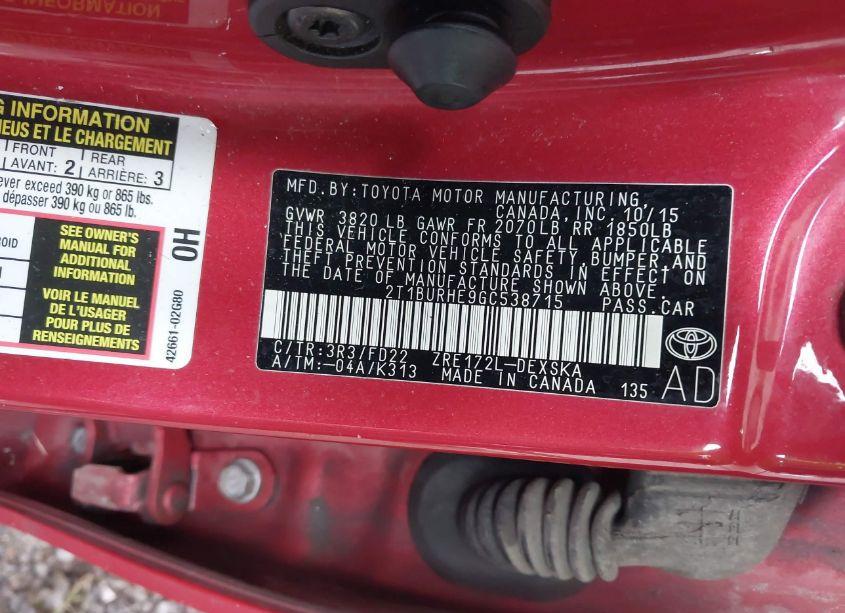 G INFORMATION
NEUS ET LE CHARGEMENT
FRONT
AVANT: 2
REAR
ARRIÈRE: 3
ever exceed 390 kg or 865 lbs.
dépasser 390 kg ou 865 lb.
SEE OWNER'S
MANUAL FOR
ADDITIONAL
INFORMATION
VOIR LE MANUEL
DE L'USAGER
POUR PLUS DE
RENSEIGNEMENTS
0H
42661-02G80
MFD. BY: TOYOTA MOTOR MANUFACTURING,
CANADA, INC. 10/15
GVWR 3820 LB GAWR FR 2070LB RR 1850LB
THIS VEHICLE CONFORMS TO ALL APPLICABLE
FEDERAL MOTOR VEHICLE SAFETY, BUMPER, AND
THEFT PREVENTION STANDARDS IN EFFECT ON
THE DATE OF MANUFACTURE SHOWN ABOVE.
2T1BURHE9GC538715 PASS. CAR
C/TR: 3R3/FD22 ZRE172L-DEXSKA
A/TM: -04A/K313 MADE IN CANADA 135
AD